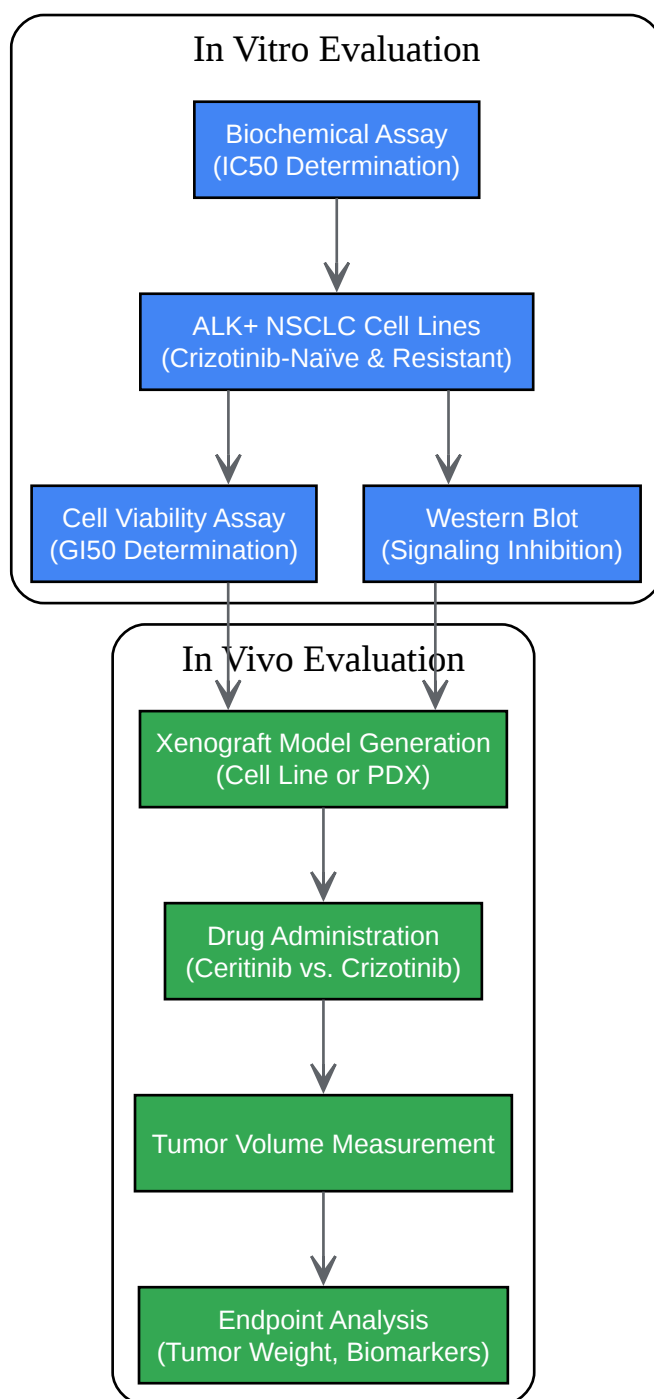 In Vitro Evaluation
Biochemical Assay
(IC50 Determination)
ALK+ NSCLC Cell Lines
(Crizotinib-Naïve & Resistant)
Cell Viability Assay
(GI50 Determination)
Western Blot
(Signaling Inhibition)
In Vivo Evaluation
Xenograft Model Generation
(Cell Line or PDX)
Drug Administration
(Ceritinib vs. Crizotinib)
Tumor Volume Measurement
Endpoint Analysis
(Tumor Weight, Biomarkers)